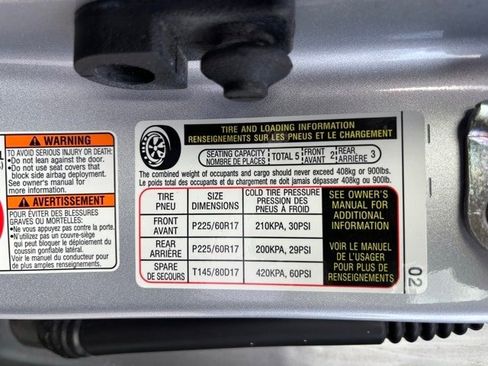 WARNING
TO AVOID SERIOUS INJURY OR DEATH:
•Do not lean against the door.
•Do not use seat covers that
block side airbag deployment.
See owner's manual for
more information.
AVERTISSEMENT
POUR ÉVITER DES BLESSURES
GRAVES OU MORTELLES:
•Ne vous appuyez pas contre la porte.
•N'utilisez pas un couvre-siège qui
bloque le déploiement du
coussin gonflable latéral.
Voir le manuel du conducteur pour
de plus amples informations.
TIRE AND LOADING INFORMATION
RENSEIGNEMENTS SUR LES PNEUS ET LE CHARGEMENT
SEATING CAPACITY
NOMBRE DE PLACES
TOTAL 5
FRONT
AVANT 2
REAR
ARRIÈRE 3
The combined weight of occupants and cargo should never exceed 408kg or 900lbs.
Le poids total des occupants et du chargement ne doit jamais dépasser 408kg ou 900lb.
TIRE
PNEU
SIZE
DIMENSIONS
COLD TIRE PRESSURE
PRESSION DES
PNEUS À FROID
FRONT
AVANT
P225/60R17
210KPA, 30PSI
REAR
ARRIÈRE
P225/60R17
200KPA, 29PSI
SPARE
DE SECOURS
T145/80D17
420KPA, 60PSI
SEE OWNER'S
MANUAL FOR
ADDITIONAL
INFORMATION
VOIR LE MANUEL
DE L'USAGER
POUR PLUS DE
RENSEIGNEMENTS
02